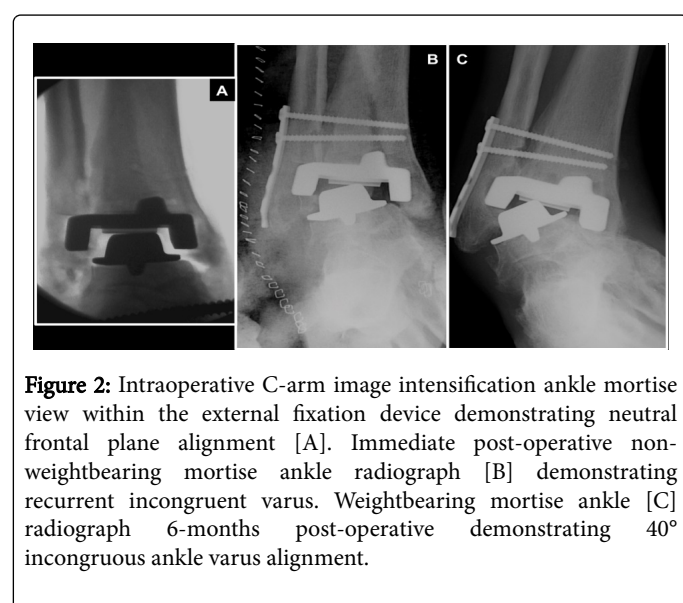 A
B
C
Figure 2: Intraoperative C-arm image intensification ankle mortise
view within the external fixation device demonstrating neutral
frontal plane alignment [A]. Immediate post-operative non-
weightbearing mortise ankle radiograph [B] demonstrating
recurrent incongruent varus. Weightbearing mortise ankle [C]
radiograph 6-months post-operative demonstrating 40°
incongruous ankle varus alignment.